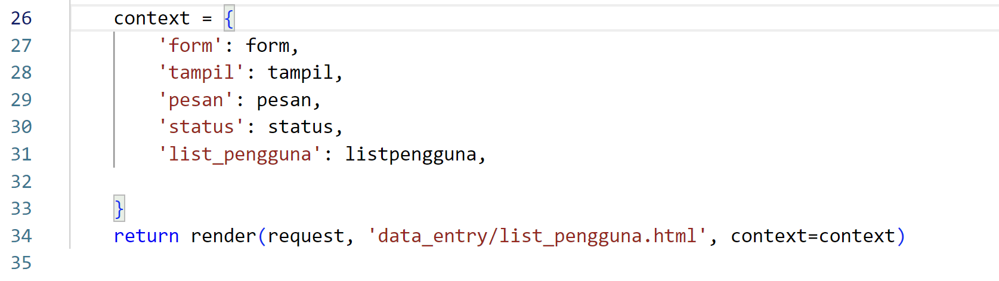 26 context = {
27 'form': form,
28 'tampil': tampil,
29 'pesan': pesan,
30 'status': status,
31 'list_pengguna': listpengguna,
32
33 }
34 return render(request, 'data_entry/list_pengguna.html', context=context)
35